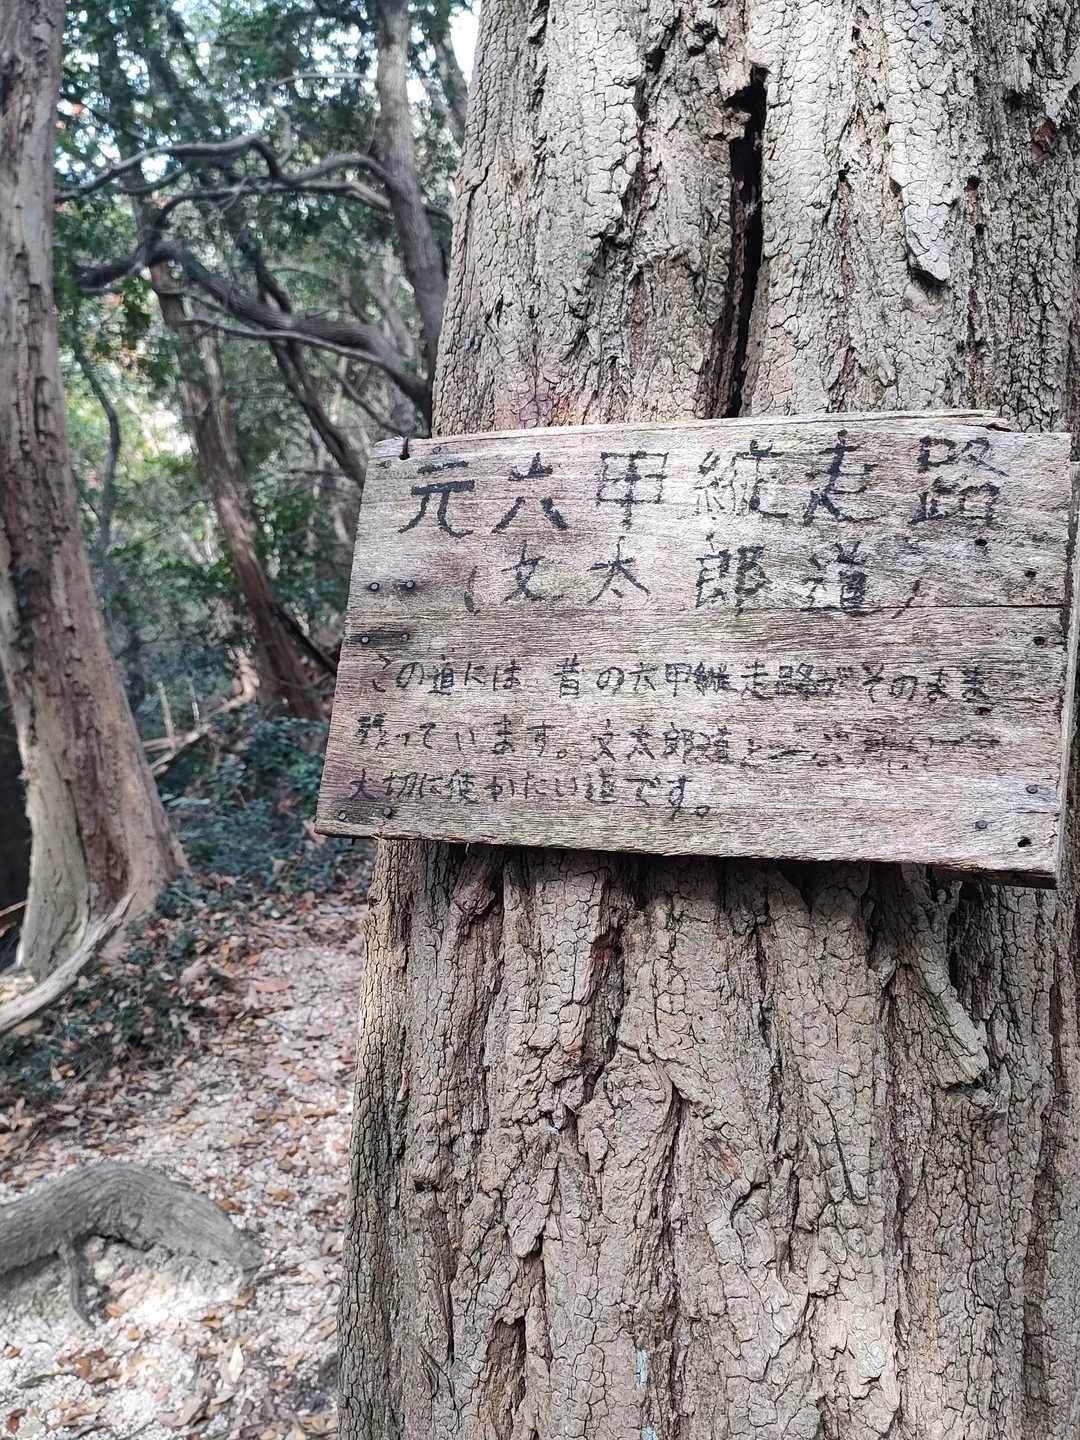 元六甲縦走路
(文太郎道)
この道には 昔の六甲縦走路がそのまま
残っています。文太郎道と
大切に使かたい道です。